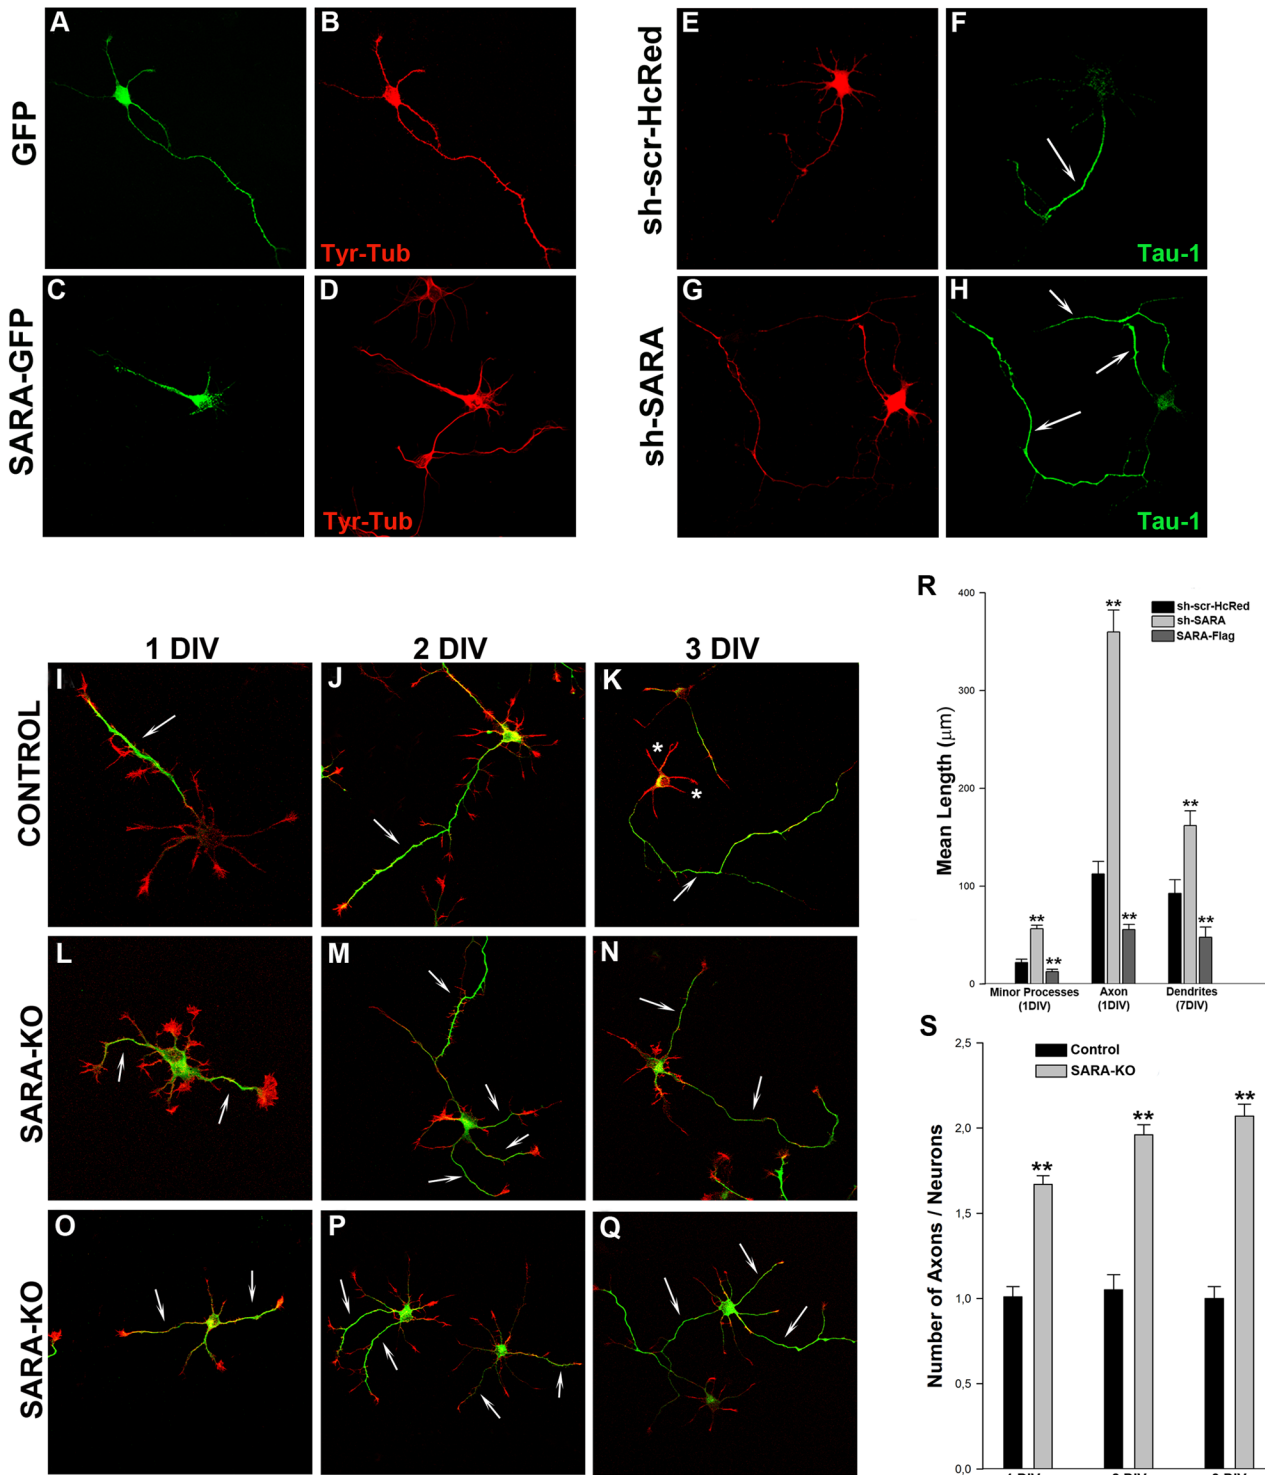 A
B
E
F
GFP
sh-scr-HcRed
Tyr-Tub
Tau-1
C
D
G
H
SARA-GFP
sh-SARA
Tyr-Tub
Tau-1
1 DIV
2 DIV
3 DIV
I
J
K
CONTROL
*
*
L
M
N
SARA-KO
O
P
Q
SARA-KO
R
Mean Length (μm)
400
300
200
100
0
sh-scr-HcRed
sh-SARA
SARA-Flag
**
**
**
**
**
**
Minor Processes
(1DIV)
Axon
(1DIV)
Dendrites
(7DIV)
S
Number of Axons / Neurons
2,5
2,0
1,5
1,0
0,5
0,0
Control
SARA-KO
**
**
**